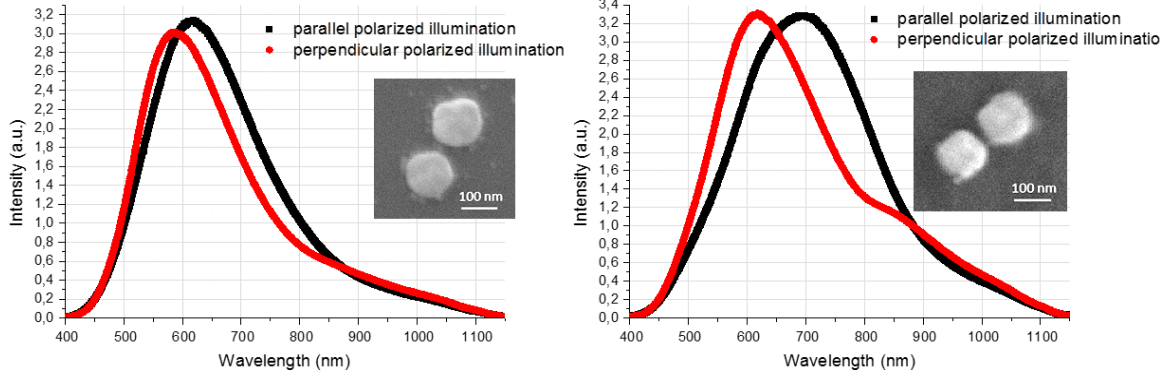 parallel polarized illumination
perpendicular polarized illumination
3,0
2,8
2,6
2,4
2,2
2,0
1,8
1,6
1,4
1,2
1,0
0,8
0,6
0,4
0,2
0,0
Intensity (a.u.)
100 nm
400 500 600 700 800 900 1000 1100
Wavelength (nm)
3,4
3,2
3,0
2,8
2,6
2,4
2,2
2,0
1,8
1,6
1,4
1,2
1,0
0,8
0,6
0,4
0,2
0,0
Intensity (a.u.)
parallel polarized illumination
perpendicular polarized illuminatio
100 nm
400 500 600 700 800 900 1000 1100
Wavelength (nm)